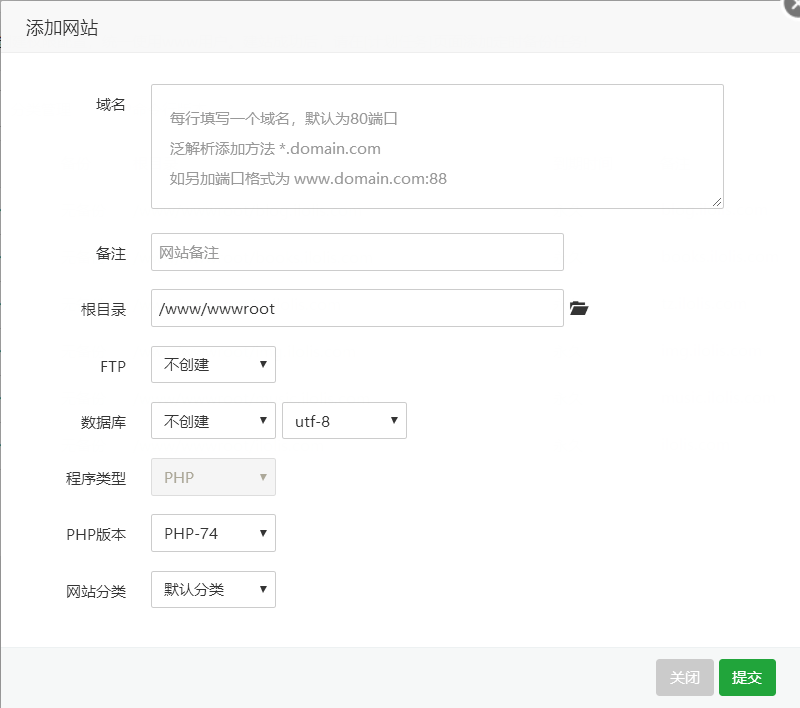 添加网站
域名
每行填写一个域名，默认为80端口
泛解析添加方法 *.domain.com
如另加端口格式为 www.domain.com:88
备注 网站备注
根目录 /www/wwwroot
FTP 不创建
数据库 不创建 utf-8
程序类型 PHP
PHP版本 PHP-74
网站分类 默认分类
关闭 提交